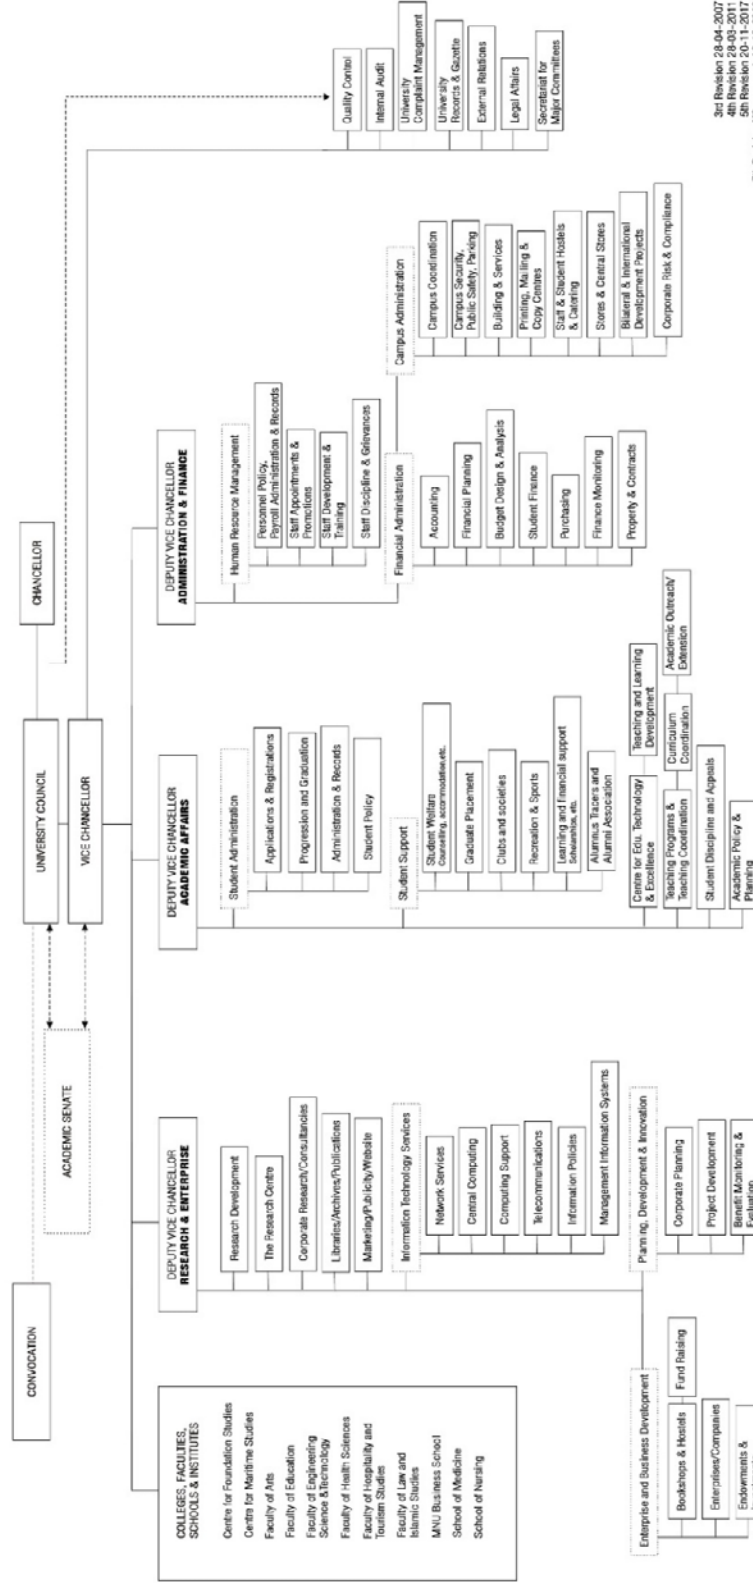 CONVOCATION
ACADEMIC SENATE
UNIVERSITY COUNCIL
CHANCELLOR
VICE CHANCELLOR
COLLEGES, FACULTIES,
SCHOOLS & INSTITUTES
Centre for Foundation Studies
Centre for Maritime Studies
Faculty of Arts
Faculty of Education
Faculty of Engineering
Science &Technology
Faculty of Health Sciences
Faculty of Hospitality and
Tourism Studies
Faculty of Law and
Islamic Studies
MNU Business School
School of Medicine
School of Nursing
DEPUTY VICE CHANCELLOR
RESEARCH & ENTERPRISE
Research Development
The Research Centre
Corporate Research/Consultancies
Libraries/Archives/Publications
Marketing/Publicity/Website
Information Technology Services
Network Services
Central Computing
Computing Support
Telecommunications
Information Policies
Management Information Systems
Enterprise and Business Development
Bookshops & Hostels
Fund Raising
Enterprises/Companies
Endowments &
Planning, Development & Innovation
Corporate Planning
Project Development
Benefit Monitoring &
Evaluation
DEPUTY VICE CHANCELLOR
ACADEMIC AFFAIRS
Student Administration
Applications & Registrations
Progression and Graduation
Administration & Records
Student Policy
Student Support
Student Welfare
Counselling, accommodation,etc.
Graduate Placement
Clubs and societies
Recreation & Sports
Learning and financial support
Scholarships, etc.
Alumnus Tracers and
Alumni Association
Centre for Edu. Technology
& Excellence
Teaching and Learning
Development
Teaching Programs &
Teaching Coordination
Curriculum
Coordination
Academic Outreach/
Extension
Student Discipline and Appeals
Academic Policy &
Planning
DEPUTY VICE CHANCELLOR
ADMINISTRATION & FINANCE
Human Resource Management
Personnel Policy,
Payroll Administration & Records
Staff Appointments &
Promotions
Staff Development &
Training
Staff Discipline & Grievances
Financial Administration
Accounting
Financial Planning
Budget Design & Analysis
Student Finance
Purchasing
Finance Monitoring
Property & Contracts
Campus Administration
Campus Coordination
Campus Security,
Public Safety, Parking
Building & Services
Printing, Mailing &
Copy Centres
Staff & Student Hostels
& Catering
Stores & Central Stores
Bilateral & International
Development Projects
Corporate Risk & Compliance
Quality Control
Internal Audit
University
Complaint Management
University
Records & Gazette
External Relations
Legal Affairs
Secretariat for
Major Committees
3rd Revision 28-04-2007
4th Revision 28-03-2011
5th Revision 20-11-2017